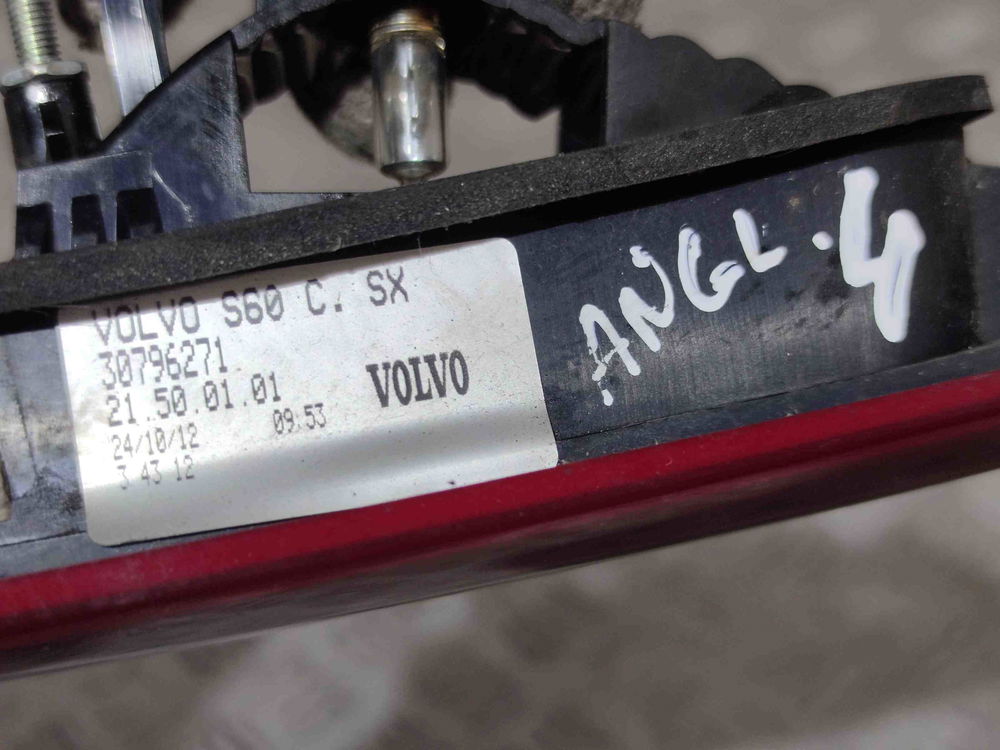 VOLVO S60 C. SX
30796271
21.50.01.01
VOLVO
24/10/12 09:53
3 43 12
ANGL.4